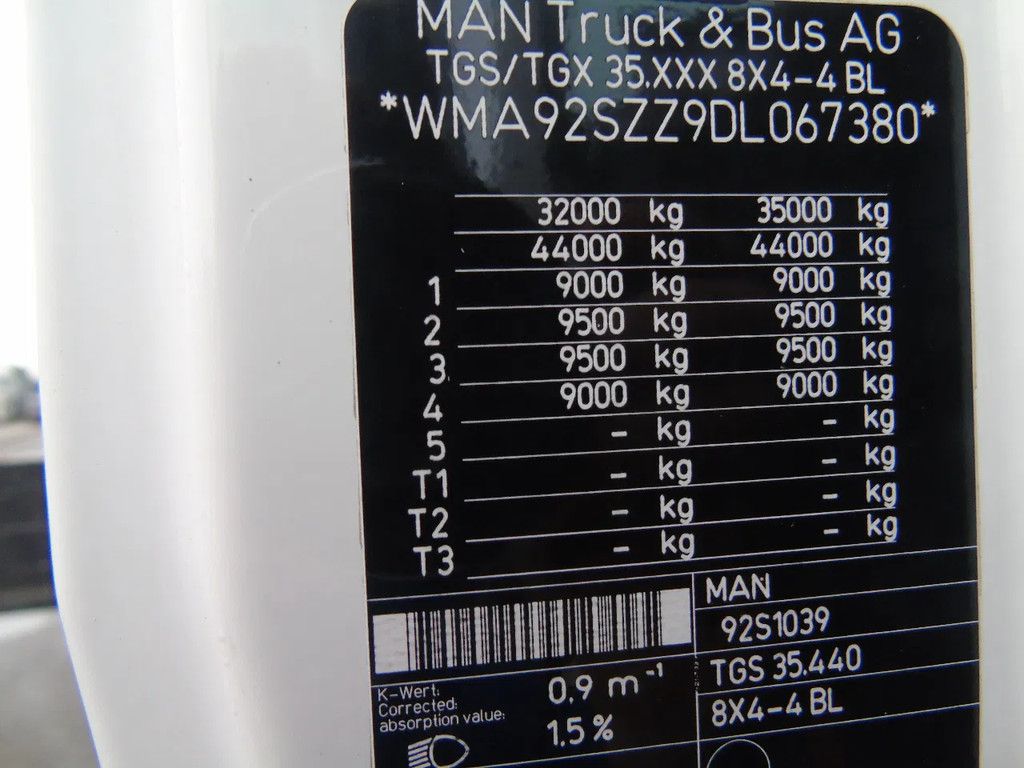 MAN Truck & Bus AG
TGS/TGX 35.XXX 8X4-4 BL
*WMA92SZZ9DL067380*
32000 kg 35000 kg
44000 kg 44000 kg
1 9000 kg 9000 kg
2 9500 kg 9500 kg
3 9500 kg 9500 kg
4 9000 kg 9000 kg
5 - kg - kg
T1 - kg - kg
T2 - kg - kg
T3 - kg - kg
MAN
92S1039
TGS 35.440
8X4-4 BL
K-Wert:
Corrected:
absorption value:
0,9 m⁻¹
1.5 %